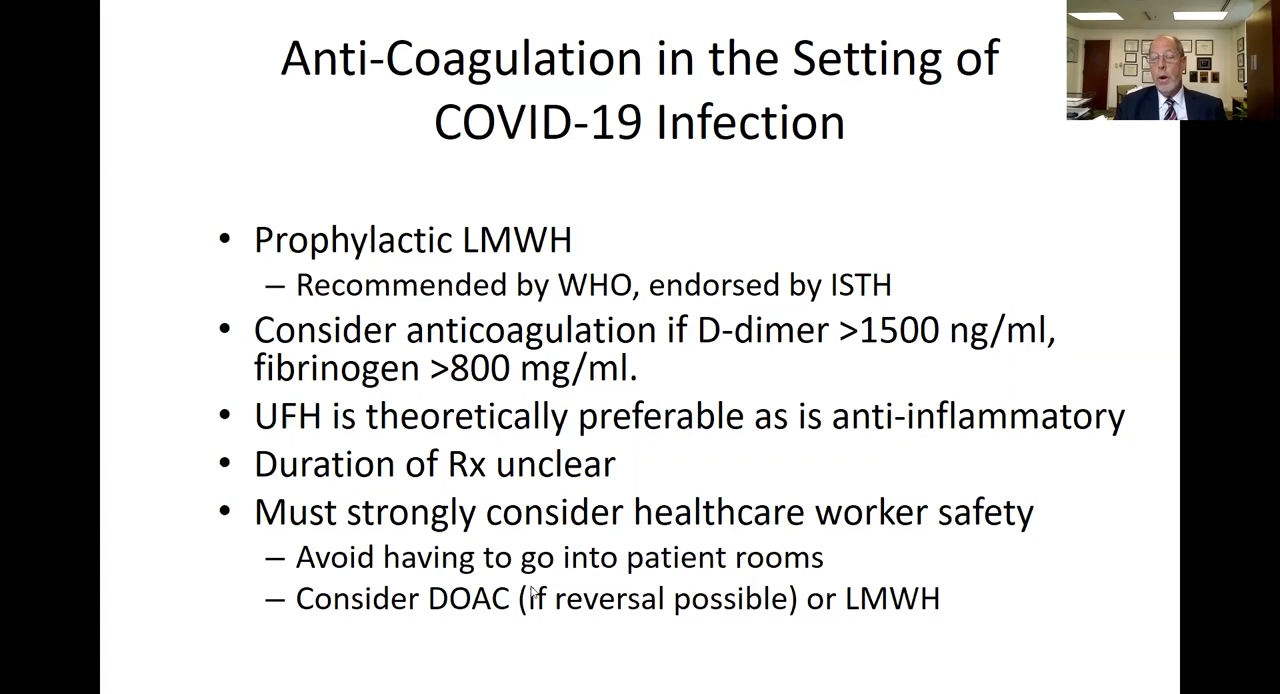 Anti-Coagulation in the Setting of
COVID-19 Infection
• Prophylactic LMWH
– Recommended by WHO, endorsed by ISTH
• Consider anticoagulation if D-dimer >1500 ng/ml,
fibrinogen >800 mg/ml.
• UFH is theoretically preferable as is anti-inflammatory
• Duration of Rx unclear
• Must strongly consider healthcare worker safety
– Avoid having to go into patient rooms
– Consider DOAC (if reversal possible) or LMWH